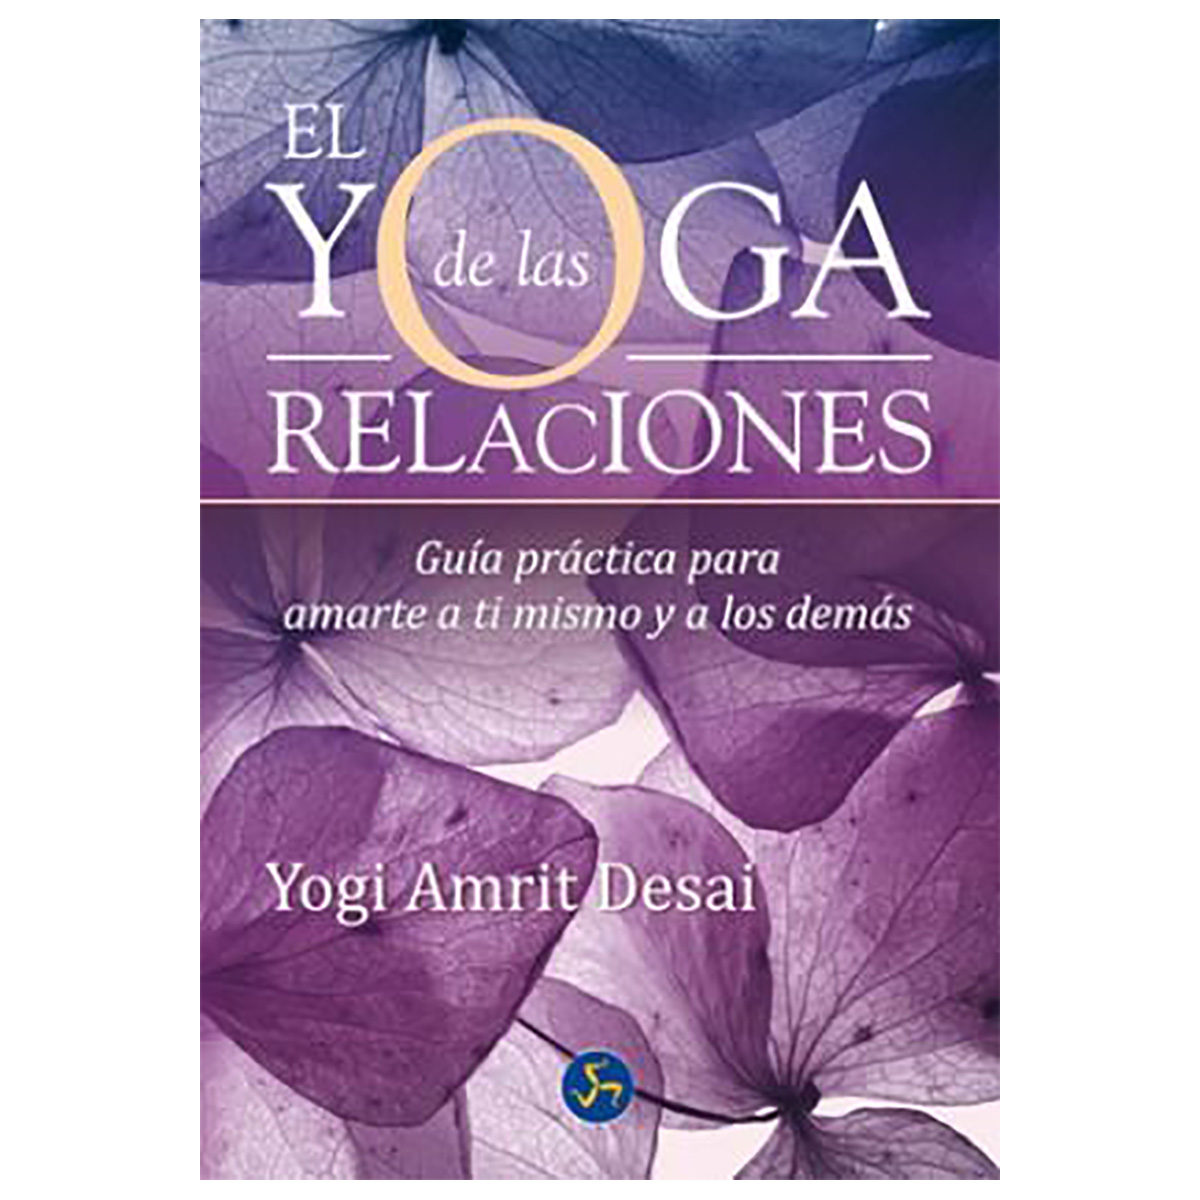 EL
YOGA
de las
RELACIONES
Guía práctica para
amarte a ti mismo y a los demás
Yogi Amrit Desai